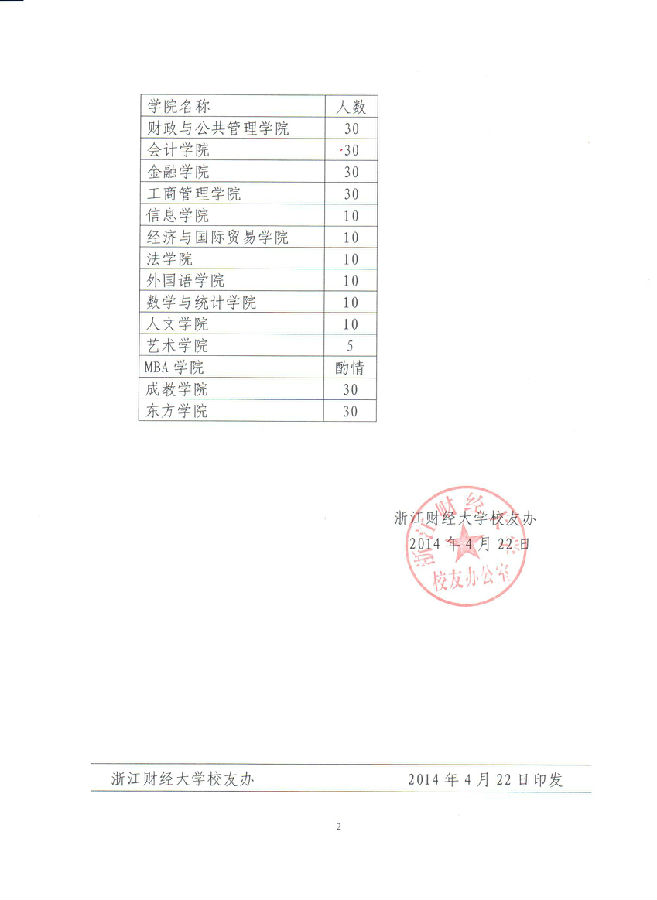 学院名称 人数
财政与公共管理学院 30
会计学院 30
金融学院 30
工商管理学院 30
信息学院 10
经济与国际贸易学院 10
法学院 10
外国语学院 10
数学与统计学院 10
人文学院 10
艺术学院 5
MBA 学院 酌情
成教学院 30
东方学院 30
浙江财经大学校友办
2014 年 4 月 22 日
浙江财经大学
校友办公室
浙江财经大学校友办 2014 年 4 月 22 日印发
2